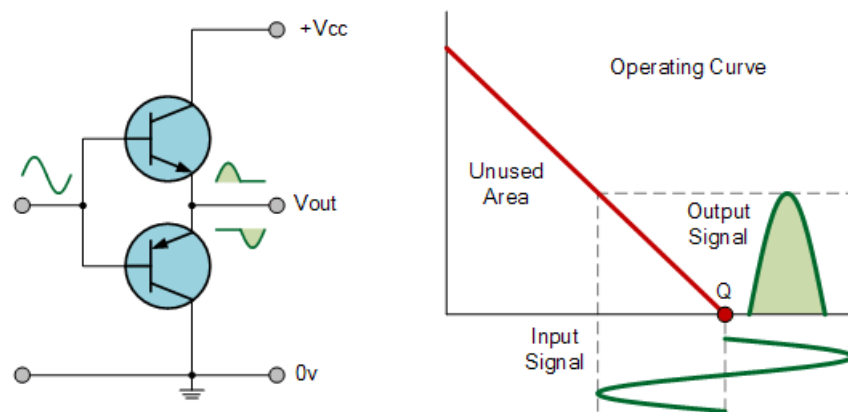 +Vcc
Vout
0v
Operating Curve
Unused
Area
Output
Signal
Q
Input
Signal